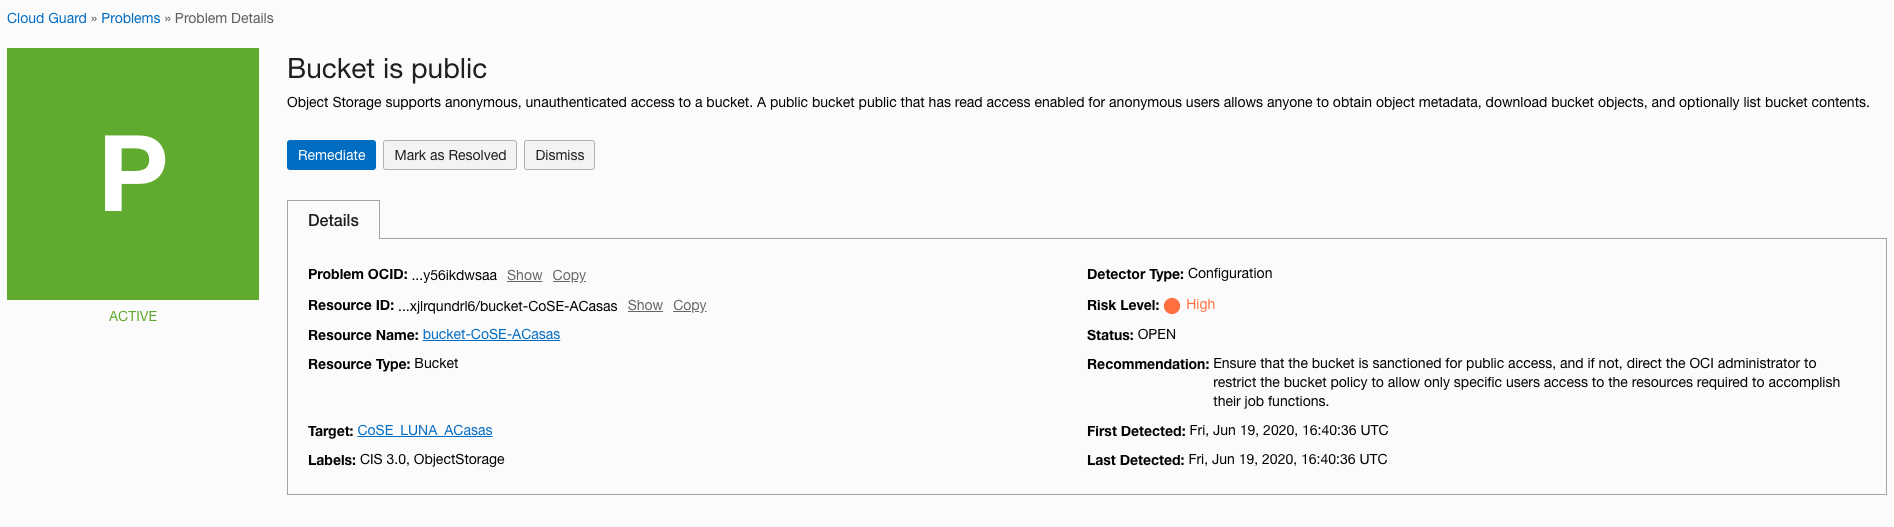 Cloud Guard » Problems » Problem Details
P
ACTIVE
Bucket is public
Object Storage supports anonymous, unauthenticated access to a bucket. A public bucket public that has read access enabled for anonymous users allows anyone to obtain object metadata, download bucket objects, and optionally list bucket contents.
Remediate Mark as Resolved Dismiss
Details
Problem OCID: ...y56ikdwsaa Show Copy
Resource ID: ...xjlrqundrl6/bucket-CoSE-ACasas Show Copy
Resource Name: bucket-CoSE-ACasas
Resource Type: Bucket
Target: CoSE_LUNA_ACasas
Labels: CIS 3.0, ObjectStorage
Detector Type: Configuration
Risk Level: High
Status: OPEN
Recommendation: Ensure that the bucket is sanctioned for public access, and if not, direct the OCI administrator to
restrict the bucket policy to allow only specific users access to the resources required to accomplish
their job functions.
First Detected: Fri, Jun 19, 2020, 16:40:36 UTC
Last Detected: Fri, Jun 19, 2020, 16:40:36 UTC